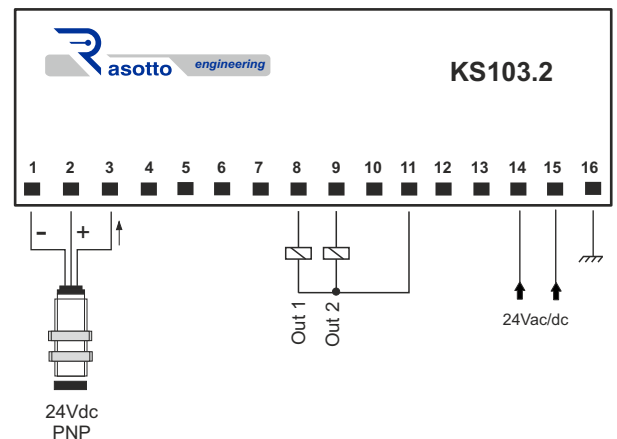 Rasotto engineering
KS103.2
1 2 3 4 5 6 7 8 9 10 11 12 13 14 15 16
- +
Out 1
Out 2
24Vac/dc
24Vdc
PNP